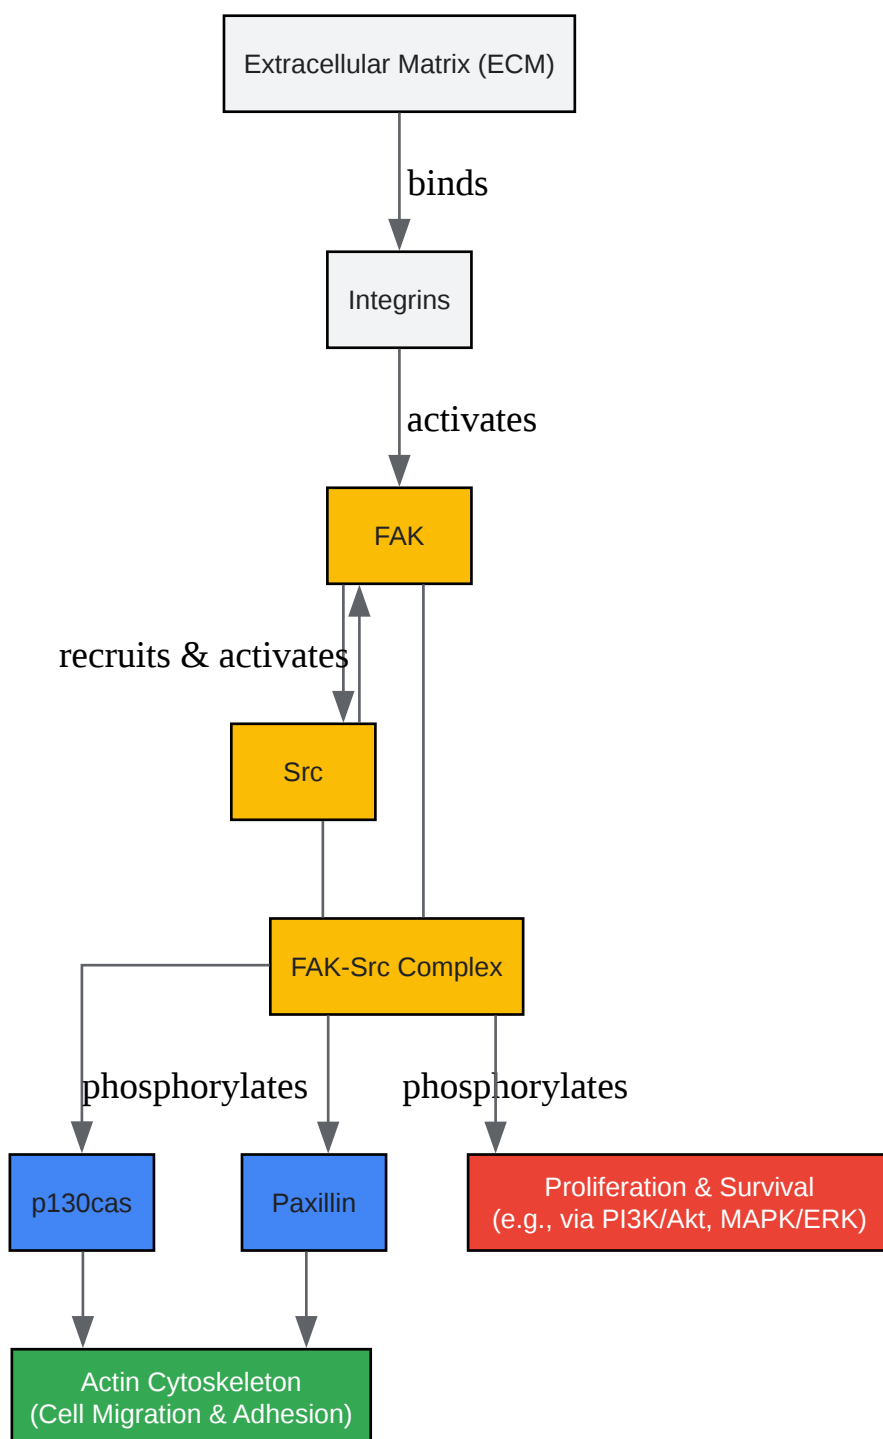 Extracellular Matrix (ECM)
binds
Integrins
activates
FAK
recruits & activates
Src
FAK-Src Complex
phosphorylates
phosphorylates
p130cas
Paxillin
Proliferation & Survival
(e.g., via PI3K/Akt, MAPK/ERK)
Actin Cytoskeleton
(Cell Migration & Adhesion)